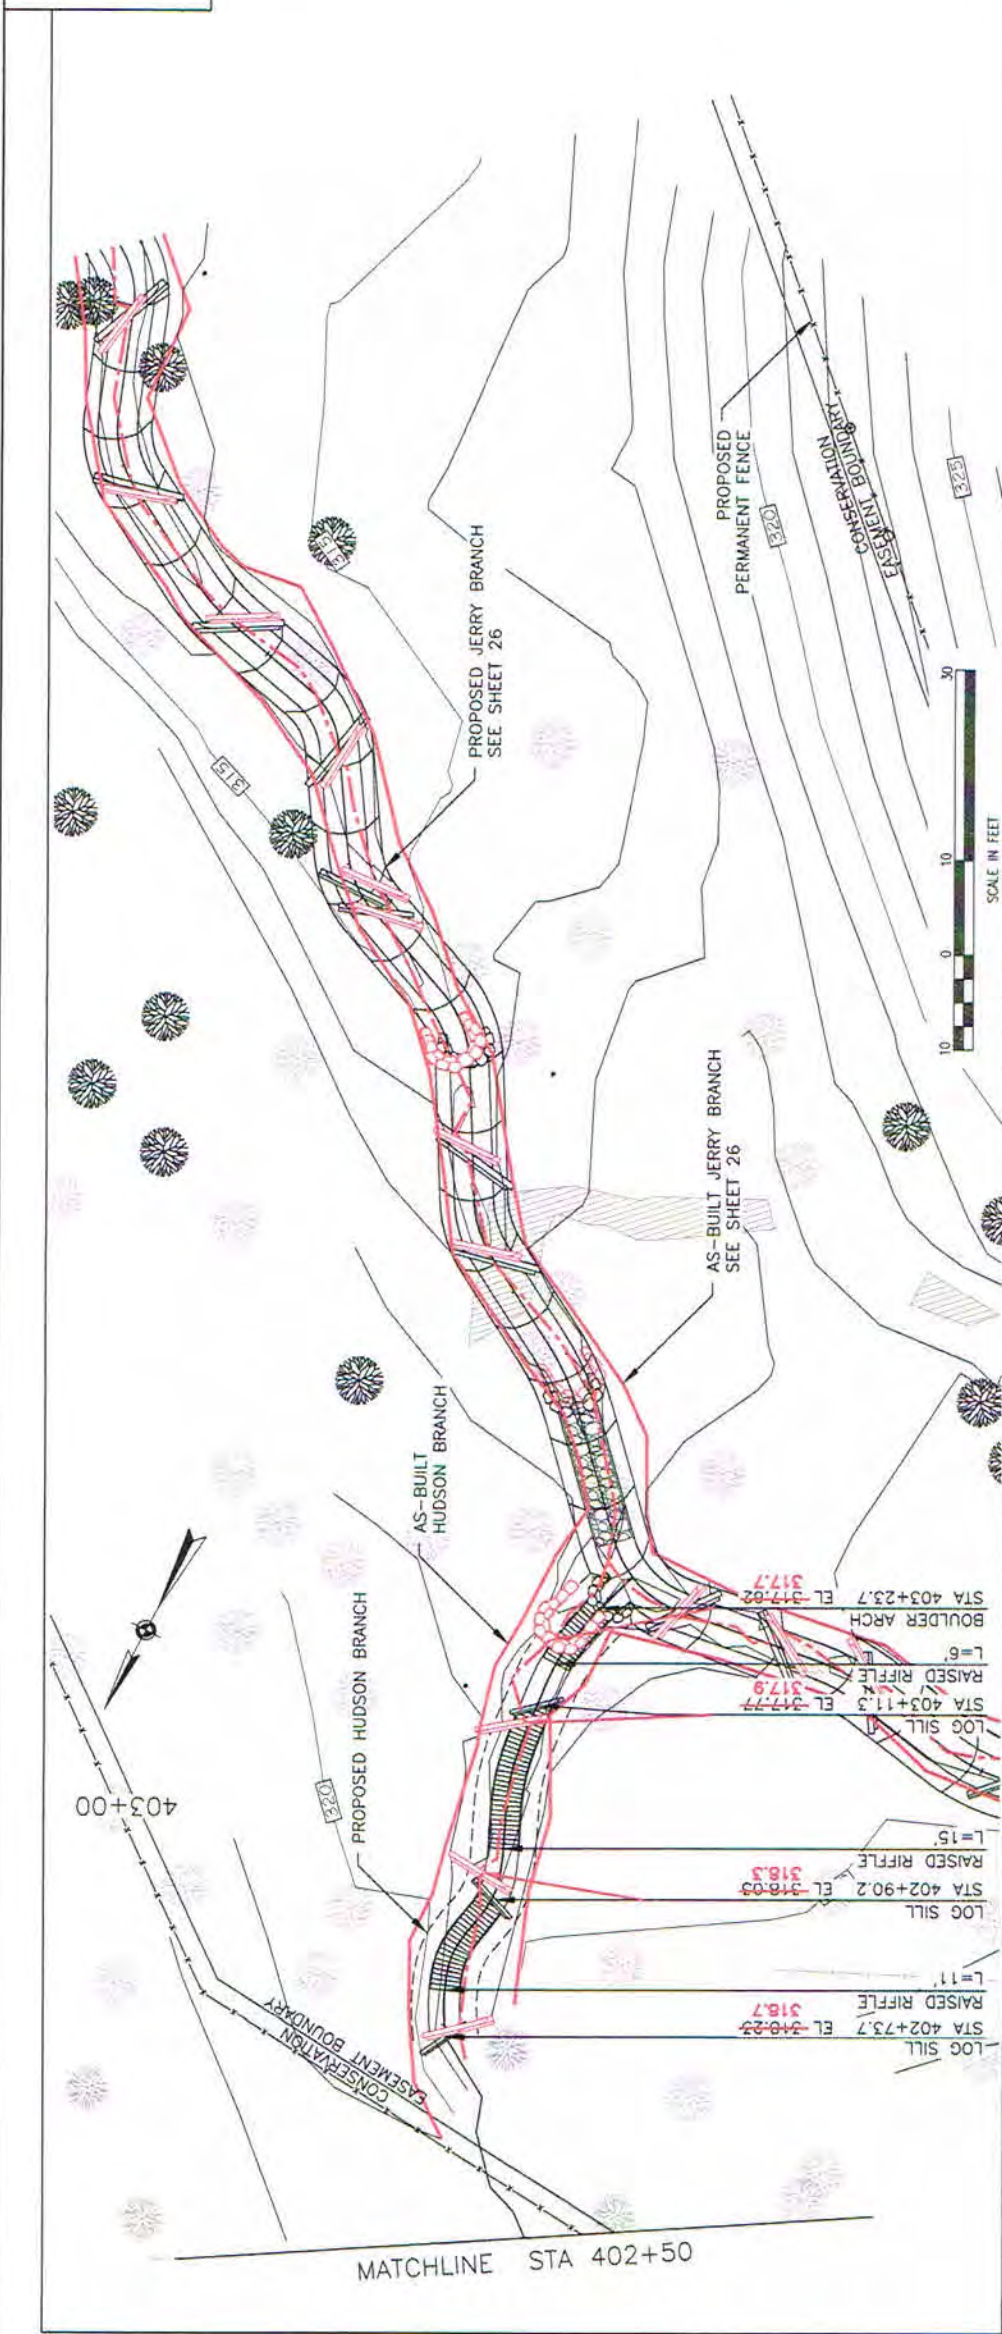 PROPOSED
PERMANENT FENCE
CONSERVATION
EASEMENT BOUNDARY
320
325
315
PROPOSED JERRY BRANCH
SEE SHEET 26
315
10 0 10 30
SCALE IN FEET
AS-BUILT JERRY BRANCH
SEE SHEET 26
AS-BUILT
HUDSON BRANCH
PROPOSED HUDSON BRANCH
320
403+00
BOULDER ARCH
STA 403+23.7 EL 317.62
317.7
RAISED RIFFLE
L=6'
LOG SILL
STA 403+11.3 EL 317.77
317.9
RAISED RIFFLE
L=15'
LOG SILL
STA 402+90.2 EL 318.03
318.3
RAISED RIFFLE
L=11'
LOG SILL
STA 402+73.7 EL 318.23
318.7
CONSERVATION
EASEMENT BOUNDARY
MATCHLINE STA 402+50